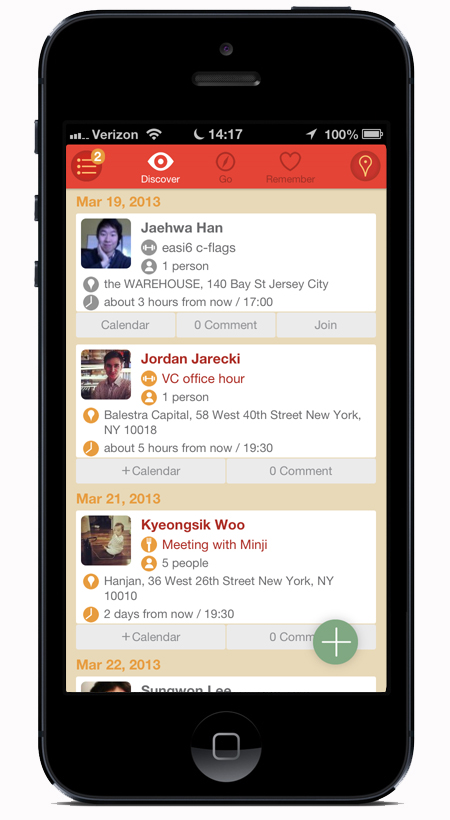 Verizon 14:17 100%
2
Discover Go Remember
Mar 19, 2013
Jaehwa Han
easi6 c-flags
1 person
the WAREHOUSE, 140 Bay St Jersey City
about 3 hours from now / 17:00
Calendar 0 Comment Join
Jordan Jarecki
VC office hour
1 person
Balestra Capital, 58 West 40th Street New York,
NY 10018
about 5 hours from now / 19:30
+Calendar 0 Comment
Mar 21, 2013
Kyeongsik Woo
Meeting with Minji
5 people
Hanjan, 36 West 26th Street New York, NY
10010
2 days from now / 19:30
+Calendar 0 Comm
Mar 22, 2013
Sungwon Lee